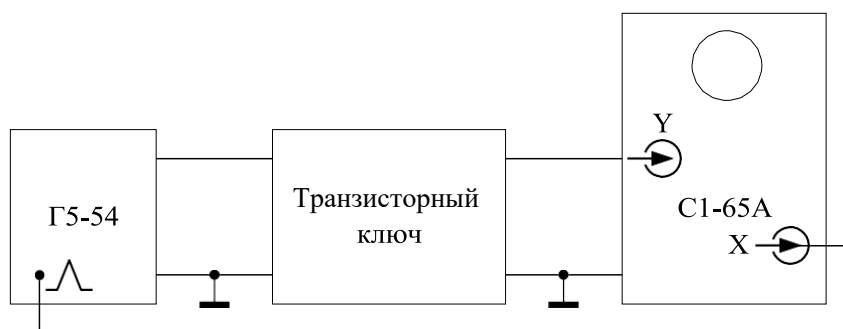 Y
Г5-54
Транзисторный
ключ
С1-65А
X